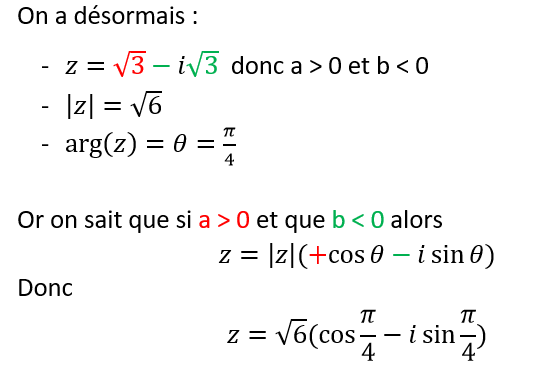 On a désormais :
- z = √3 − i√3 donc a > 0 et b < 0
- |z| = √6
- arg(z) = θ = π/4
Or on sait que si a > 0 et que b < 0 alors
z = |z|(+cos θ − i sin θ)
Donc
z = √6(cos π/4 − i sin π/4)